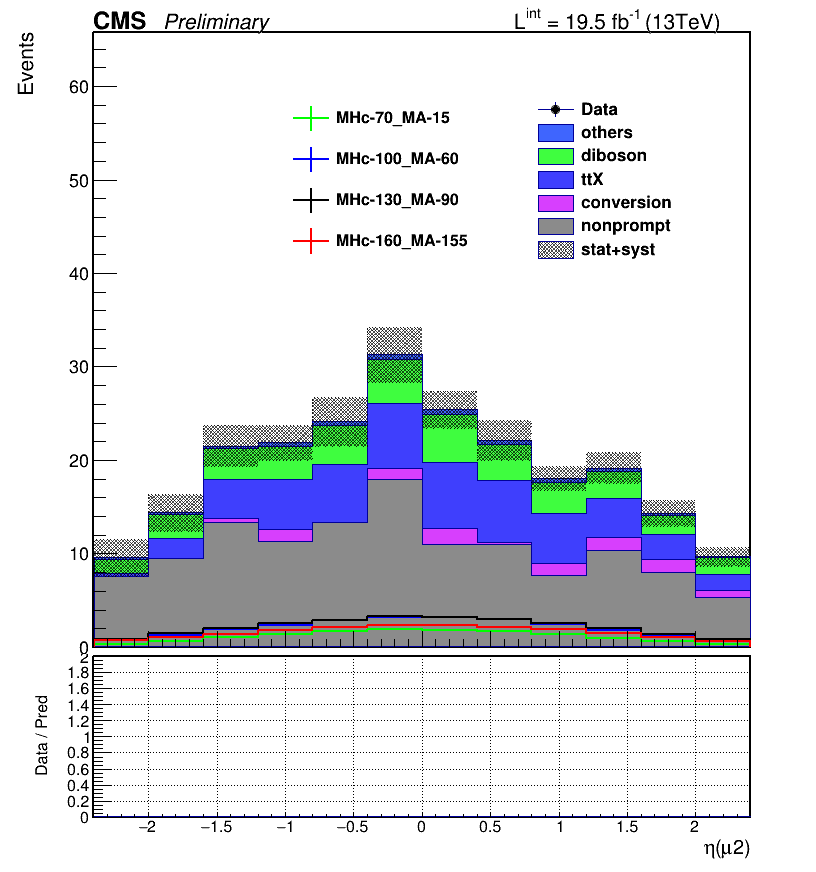 CMS Preliminary L^int = 19.5 fb^-1 (13TeV)
Events
60
50
40
30
20
10
0
MHc-70_MA-15
MHc-100_MA-60
MHc-130_MA-90
MHc-160_MA-155
Data
others
diboson
ttX
conversion
nonprompt
stat+syst
Data / Pred
2
1.8
1.6
1.4
1.2
1
0.8
0.6
0.4
0.2
0
−2 −1.5 −1 −0.5 0 0.5 1 1.5 2
η(μ2)